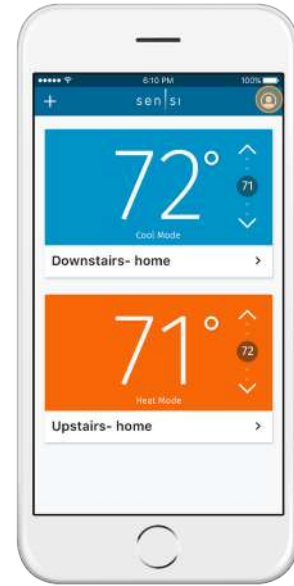 6:10 PM
100%
+
sen|si
72°
71
Cool Mode
Downstairs- home
71°
72
Heat Mode
Upstairs- home